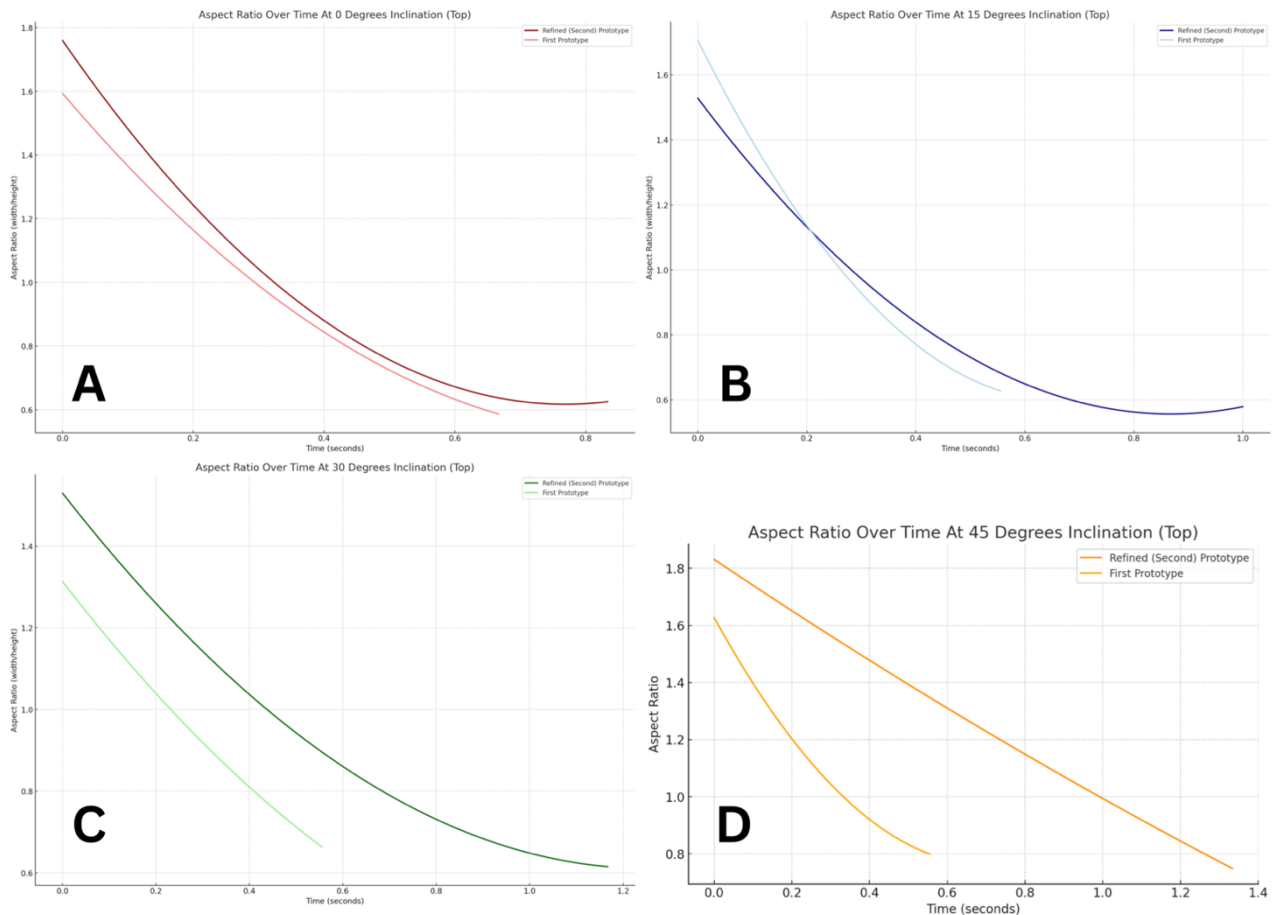 Aspect Ratio Over Time At 0 Degrees Inclination (Top)
Refined (Second) Prototype
First Prototype
1.8
1.6
1.4
1.2
1.0
0.8
0.6
Aspect Ratio (width/height)
A
0.0 0.2 0.4 0.6 0.8
Time (seconds)
Aspect Ratio Over Time At 15 Degrees Inclination (Top)
Refined (Second) Prototype
First Prototype
1.6
1.4
1.2
1.0
0.8
0.6
Aspect Ratio (width/height)
B
0.0 0.2 0.4 0.6 0.8 1.0
Time (seconds)
Aspect Ratio Over Time At 30 Degrees Inclination (Top)
Refined (Second) Prototype
First Prototype
1.4
1.2
1.0
0.8
0.6
Aspect Ratio (width/height)
C
0.0 0.2 0.4 0.6 0.8 1.0 1.2
Time (seconds)
Aspect Ratio Over Time At 45 Degrees Inclination (Top)
Refined (Second) Prototype
First Prototype
1.8
1.6
1.4
1.2
1.0
0.8
Aspect Ratio
D
0.0 0.2 0.4 0.6 0.8 1.0 1.2 1.4
Time (seconds)